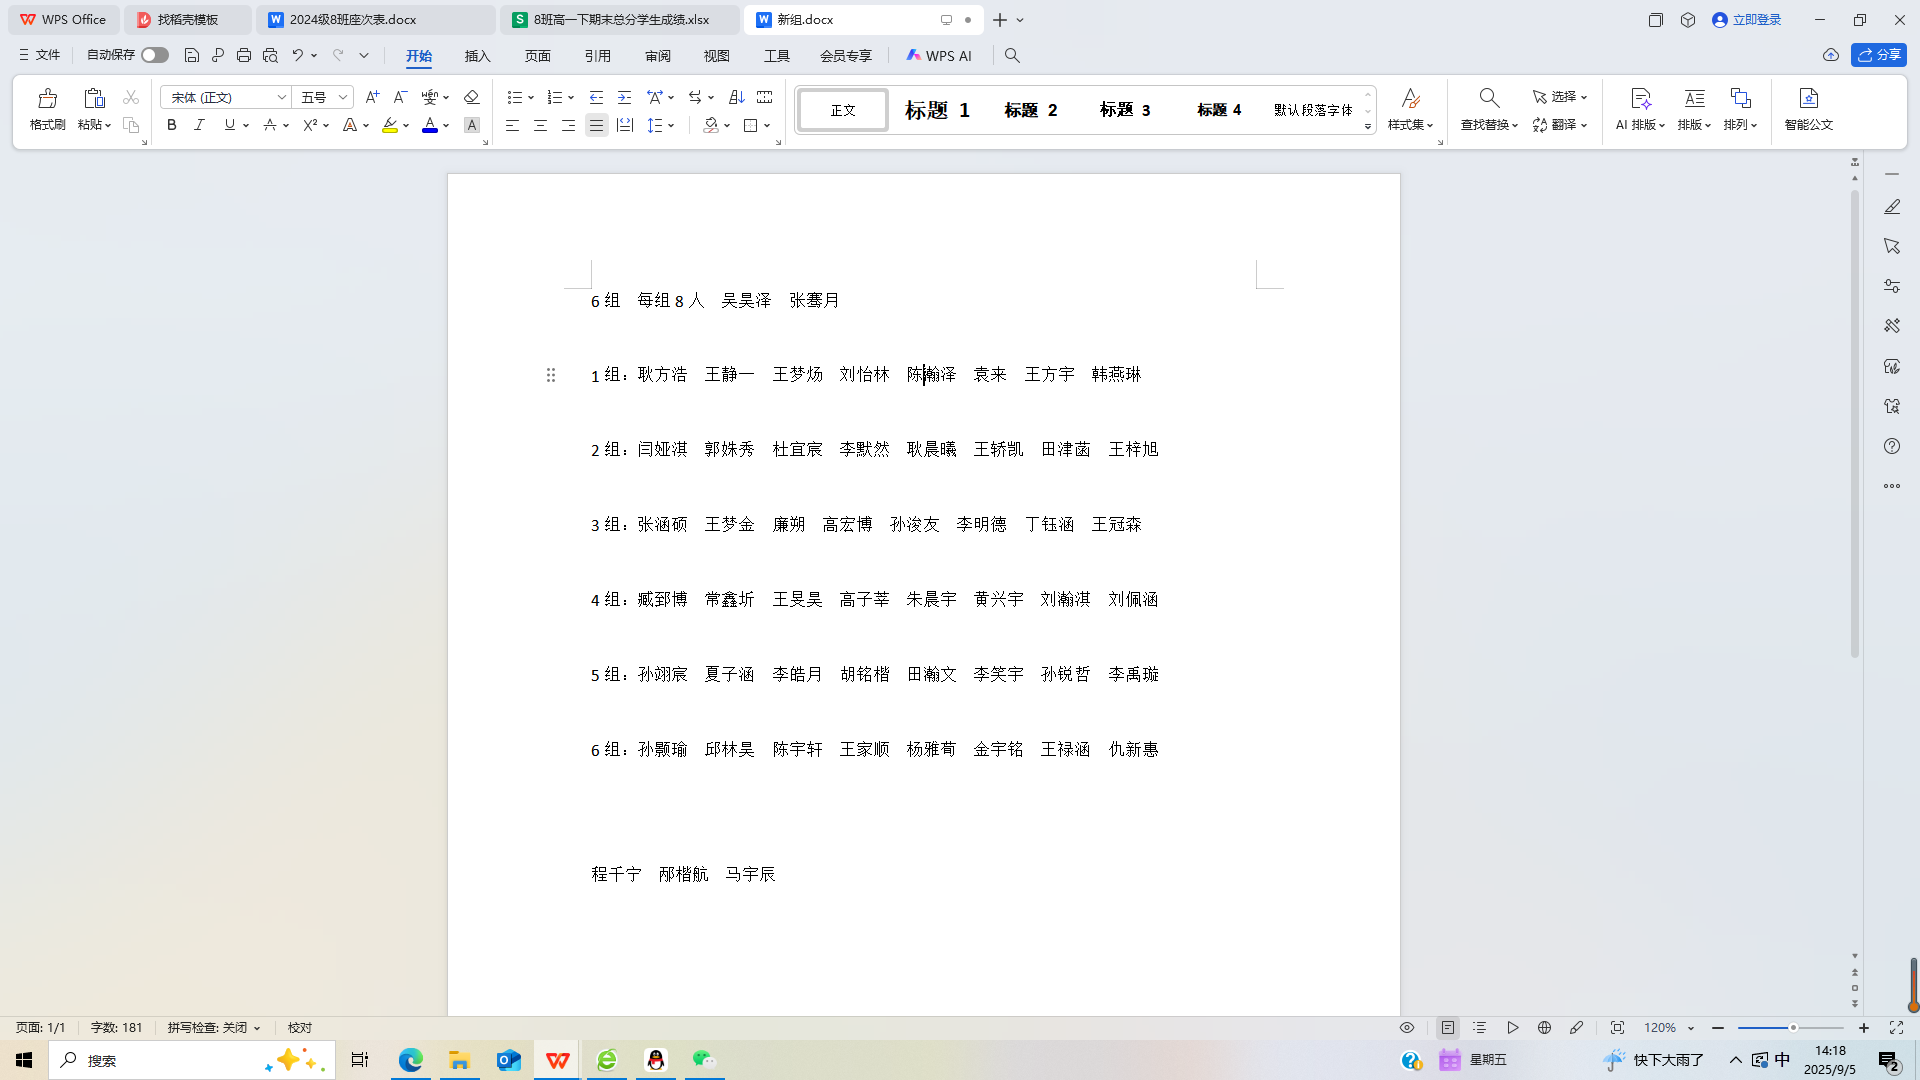 WPS Office 找稻壳模板 2024级8班座次表.docx 8班高一下期末总分学生成绩.xlsx 新组.docx 立即登录
文件 自动保存 开始 插入 页面 引用 审阅 视图 工具 会员专享 WPS AI 分享
格式刷 粘贴 宋体 (正文) 五号 正文 标题 1 标题 2 标题 3 标题 4 默认段落字体 样式集 查找替换 选择 翻译 AI 排版 排版 排列 智能公文
6 组 每组 8 人 吴昊泽 张骞月
1 组：耿方浩 王静一 王梦炀 刘怡林 陈瀚泽 袁来 王方宇 韩燕琳
2 组：闫娅淇 郭姝秀 杜宜宸 李默然 耿晨曦 王轿凯 田津菡 王梓旭
3 组：张涵硕 王梦金 廉朔 高宏博 孙浚友 李明德 丁钰涵 王冠森
4 组：臧郅博 常鑫圻 王旻昊 高子莘 朱晨宇 黄兴宇 刘瀚淇 刘佩涵
5 组：孙翊宸 夏子涵 李皓月 胡铭楷 田瀚文 李笑宇 孙锐哲 李禹璇
6 组：孙颢瑜 邱林昊 陈宇轩 王家顺 杨雅荀 金宇铭 王禄涵 仇新惠
程千宁 邴楷航 马宇辰
页面: 1/1 字数: 181 拼写检查: 关闭 校对 120%
搜索 星期五 快下大雨了 中 14:18
2025/9/5 2